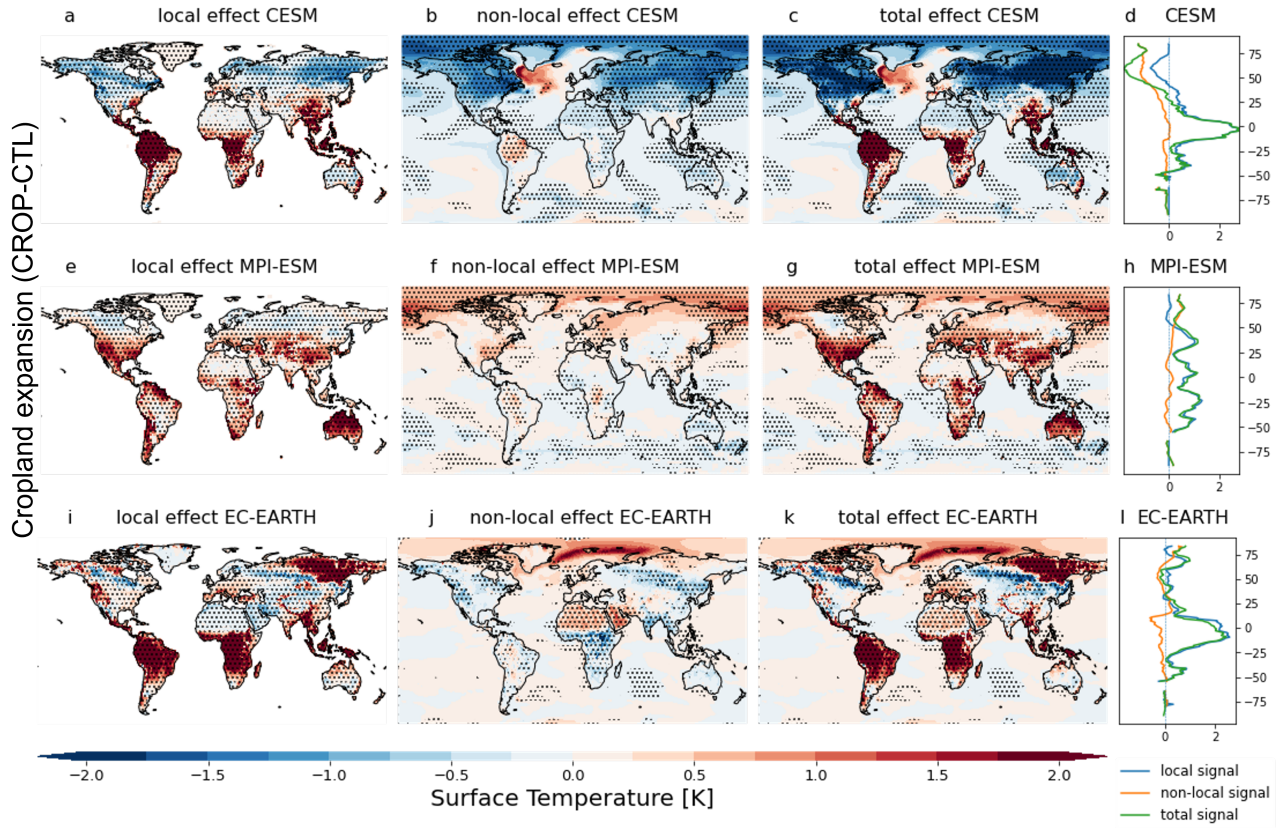 a local effect CESM
b non-local effect CESM
c total effect CESM
d CESM
75
50
25
0
−25
−50
−75
0 2
Cropland expansion (CROP-CTL)
e local effect MPI-ESM
f non-local effect MPI-ESM
g total effect MPI-ESM
h MPI-ESM
75
50
25
0
−25
−50
−75
0 2
i local effect EC-EARTH
j non-local effect EC-EARTH
k total effect EC-EARTH
l EC-EARTH
75
50
25
0
−25
−50
−75
0 2
−2.0 −1.5 −1.0 −0.5 0.0 0.5 1.0 1.5 2.0
Surface Temperature [K]
local signal
non-local signal
total signal